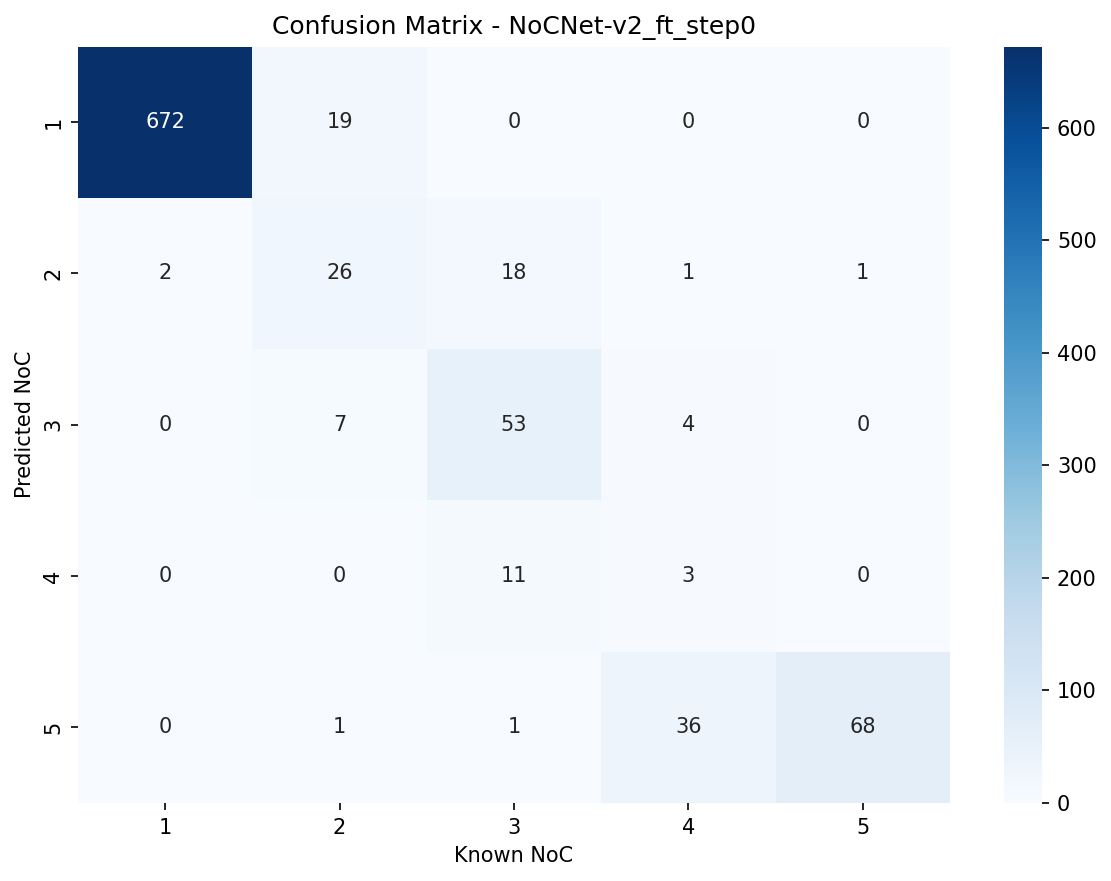 Confusion Matrix - NoCNet-v2_ft_step0
1 672 19 0 0 0
2 2 26 18 1 1
3 0 7 53 4 0
4 0 0 11 3 0
5 0 1 1 36 68
1 2 3 4 5
Known NoC
Predicted NoC
600
500
400
300
200
100
0